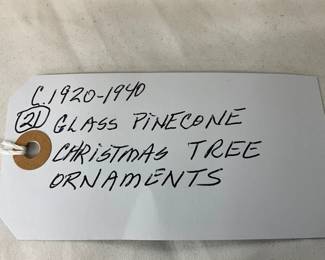 C. 1920-1940
(21) GLASS PINECONE
CHRISTMAS TREE
ORNAMENTS